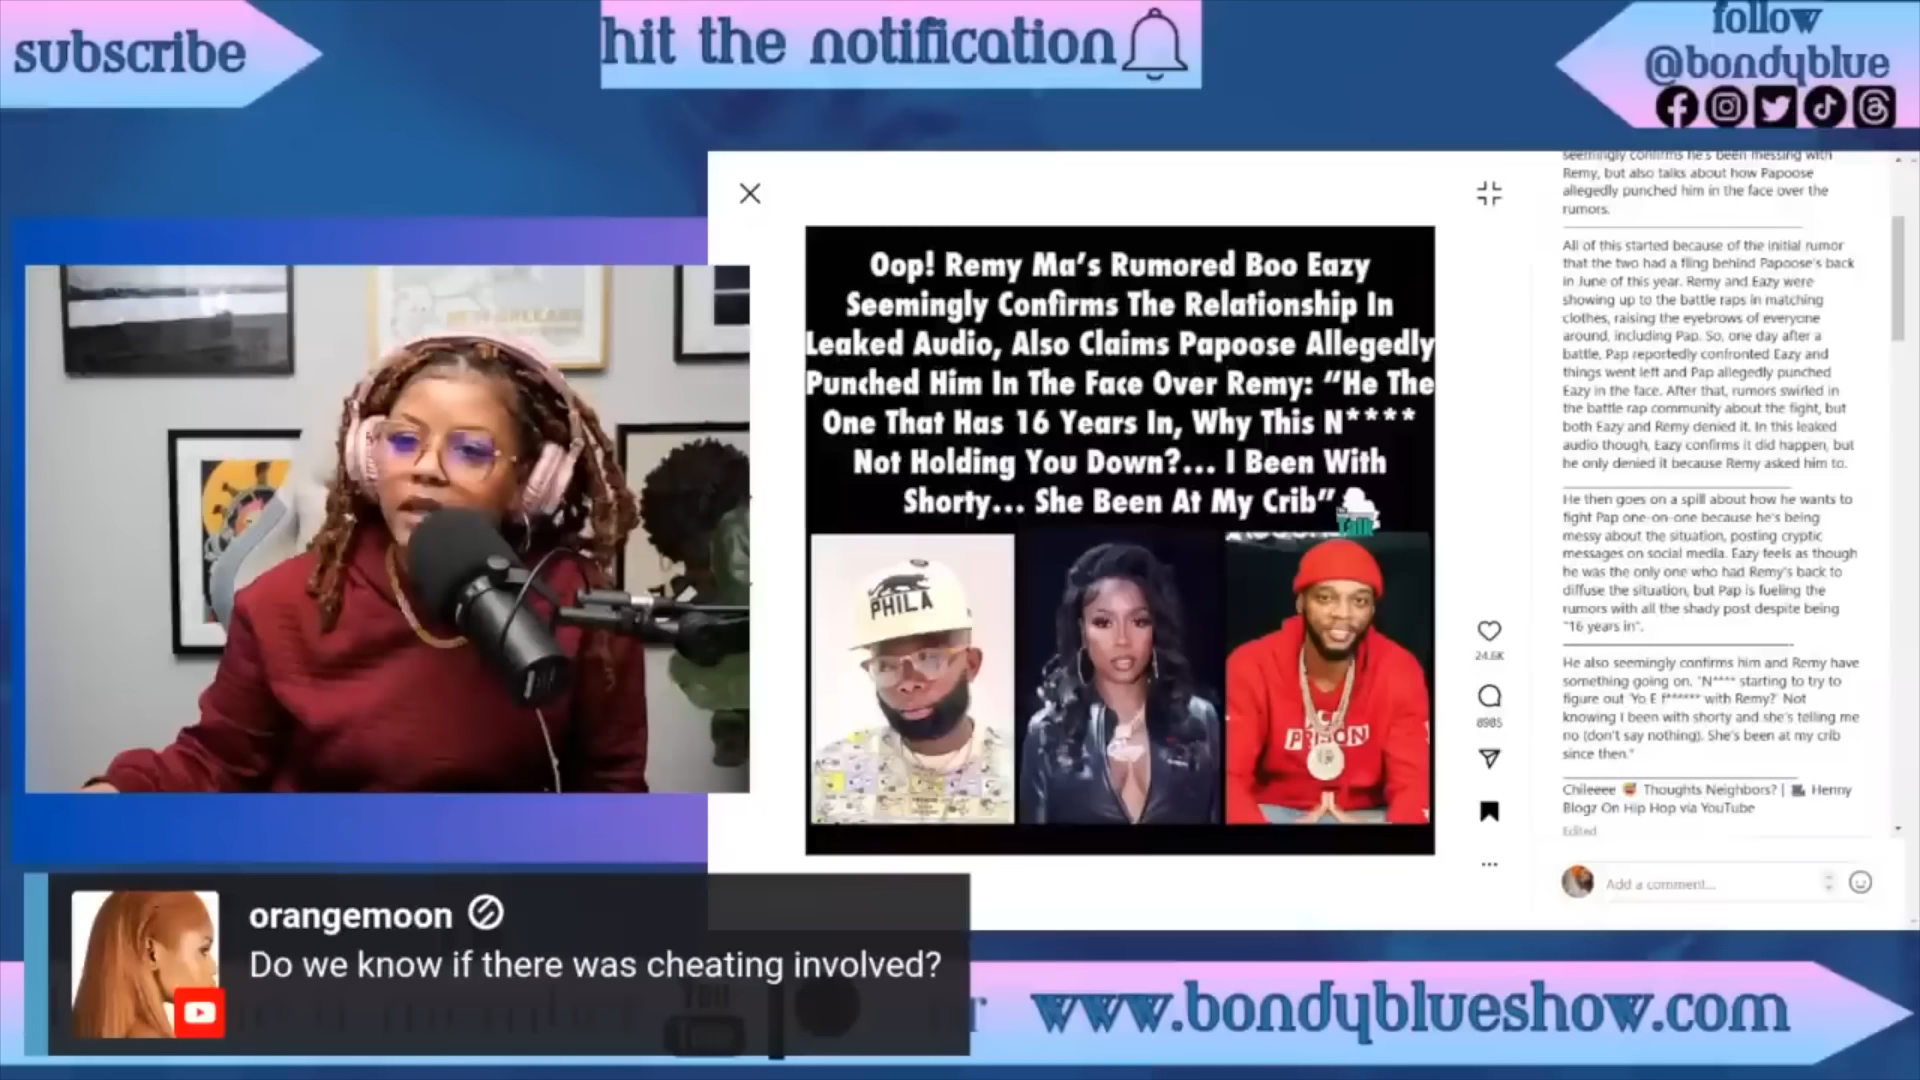 subscribe
hit the notification
follow
@bondyblue
Oop! Remy Ma's Rumored Boo Eazy
Seemingly Confirms The Relationship In
Leaked Audio, Also Claims Papoose Allegedly
Punched Him In The Face Over Remy: "He The
One That Has 16 Years In, Why This N****
Not Holding You Down?... I Been With
Shorty... She Been At My Crib"
Talk
PHILA
PRISON
24.6K
8985
seemingly confirms he's been messing with
Remy, but also talks about how Papoose
allegedly punched him in the face over the
rumors.
All of this started because of the initial rumor
that the two had a fling behind Papoose's back
in June of this year. Remy and Eazy were
showing up to the battle raps in matching
clothes, raising the eyebrows of everyone
around, including Pap. So, one day after a
battle, Pap reportedly confronted Eazy and
things went left and Pap allegedly punched
Eazy in the face. After that, rumors swirled in
the battle rap community about the fight, but
both Eazy and Remy denied it. In this leaked
audio though, Eazy confirms it did happen, but
he only denied it because Remy asked him to.
He then goes on a spill about how he wants to
fight Pap one-on-one because he's being
messy about the situation, posting cryptic
messages on social media. Eazy feels as though
he was the only one who had Remy's back to
diffuse the situation, but Pap is fueling the
rumors with all the shady post despite being
"16 years in".
He also seemingly confirms him and Remy have
something going on. "N**** starting to try to
figure out 'Yo E f****** with Remy?' Not
knowing I been with shorty and she's telling me
no (don't say nothing). She's been at my crib
since then."
Chileeee Thoughts Neighbors? | Henny
Blogz On Hip Hop via YouTube
Edited
Add a comment...
orangemoon
Do we know if there was cheating involved?
www.bondyblueshow.com